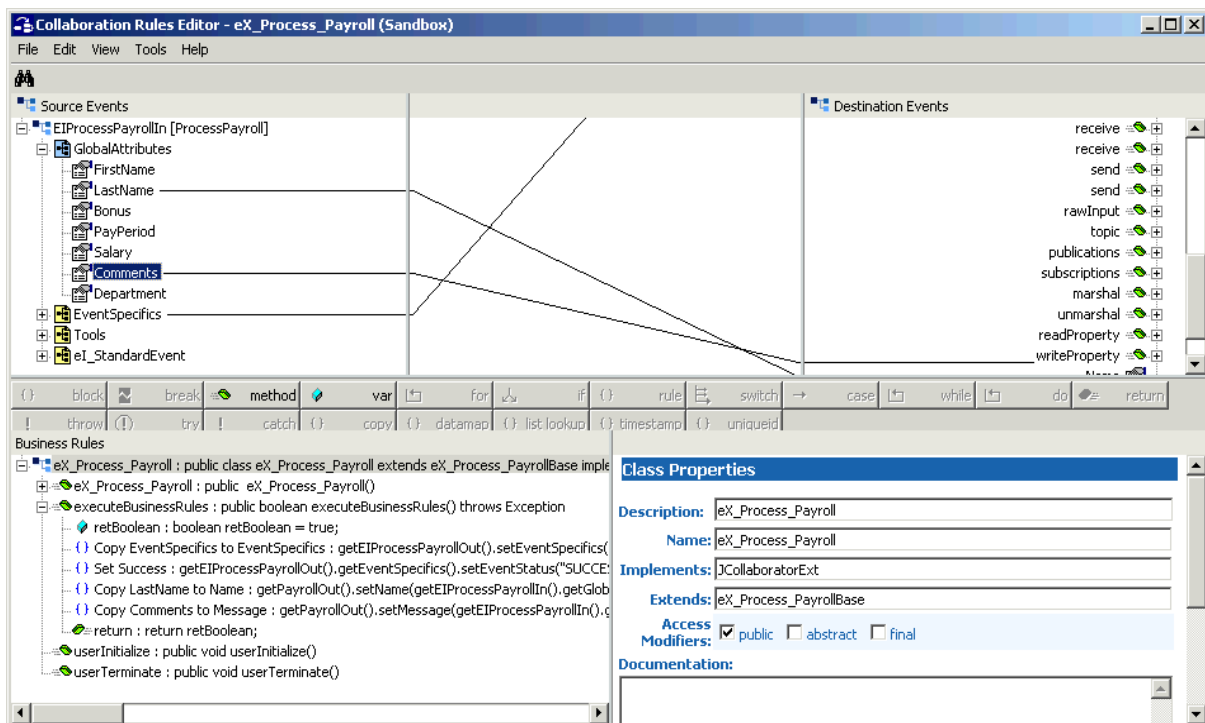 Collaboration Rules Editor - eX_Process_Payroll (Sandbox)
File Edit View Tools Help
Source Events
Destination Events
EIProcessPayrollIn [ProcessPayroll]
GlobalAttributes
FirstName
LastName
Bonus
PayPeriod
Salary
Comments
Department
EventSpecifics
Tools
eI_StandardEvent
receive
receive
send
send
rawInput
topic
publications
subscriptions
marshal
unmarshal
readProperty
writeProperty
Name
block break method var for if rule switch case while do return
throw try catch copy datamap list lookup timestamp uniqueid
Business Rules
eX_Process_Payroll : public class eX_Process_Payroll extends eX_Process_PayrollBase imple
eX_Process_Payroll : public eX_Process_Payroll()
executeBusinessRules : public boolean executeBusinessRules() throws Exception
retBoolean : boolean retBoolean = true;
{} Copy EventSpecifics to EventSpecifics : getEIProcessPayrollOut().setEventSpecifics(
{} Set Success : getEIProcessPayrollOut().getEventSpecifics().setEventStatus("SUCCE
{} Copy LastName to Name : getPayrollOut().setName(getEIProcessPayrollIn().getGlob
{} Copy Comments to Message : getPayrollOut().setMessage(getEIProcessPayrollIn().g
return : return retBoolean;
userInitialize : public void userInitialize()
userTerminate : public void userTerminate()
Class Properties
Description: eX_Process_Payroll
Name: eX_Process_Payroll
Implements: JCollaboratorExt
Extends: eX_Process_PayrollBase
Access Modifiers: public abstract final
Documentation: